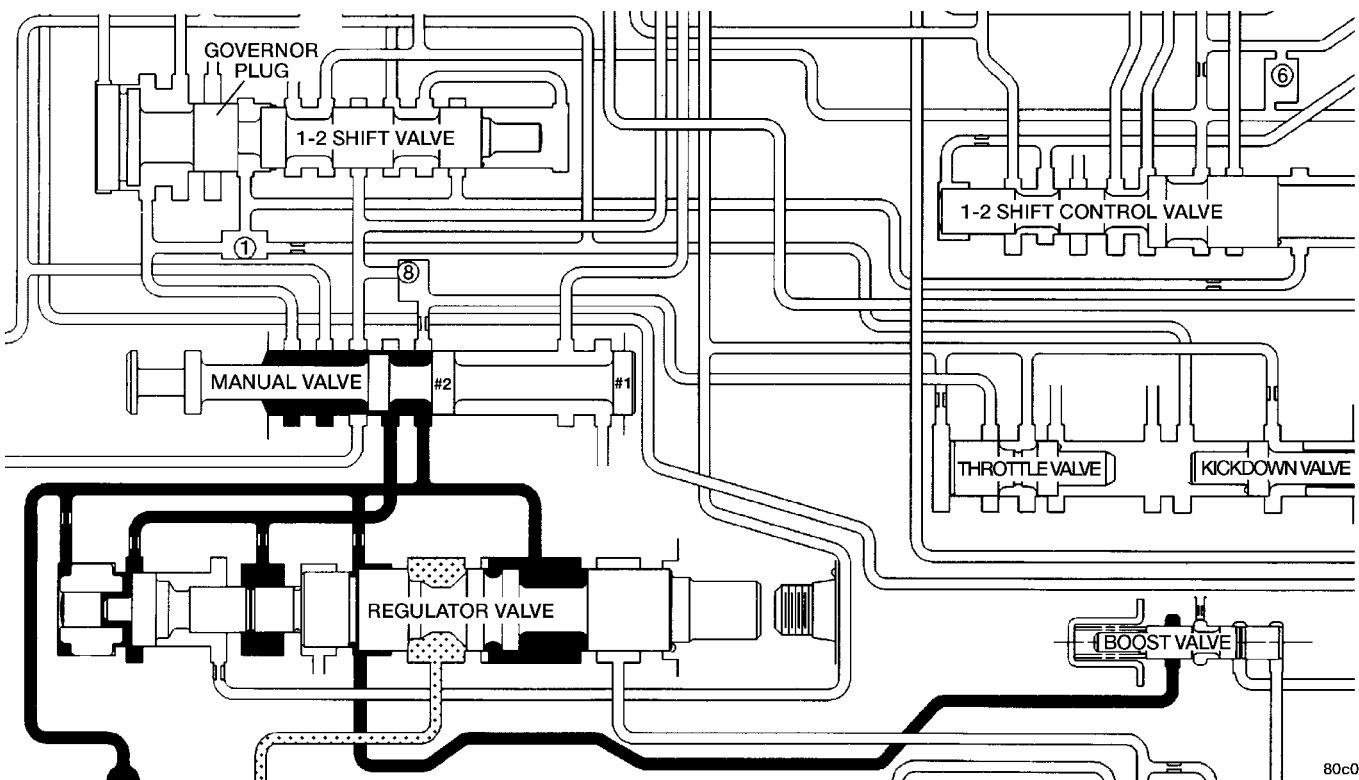 GOVERNOR
PLUG
6
1-2 SHIFT VALVE
1-2 SHIFT CONTROL VALVE
1
8
MANUAL VALVE
#2
#1
THROTTLE VALVE
KICKDOWN VALVE
REGULATOR VALVE
BOOST VALVE
80c0